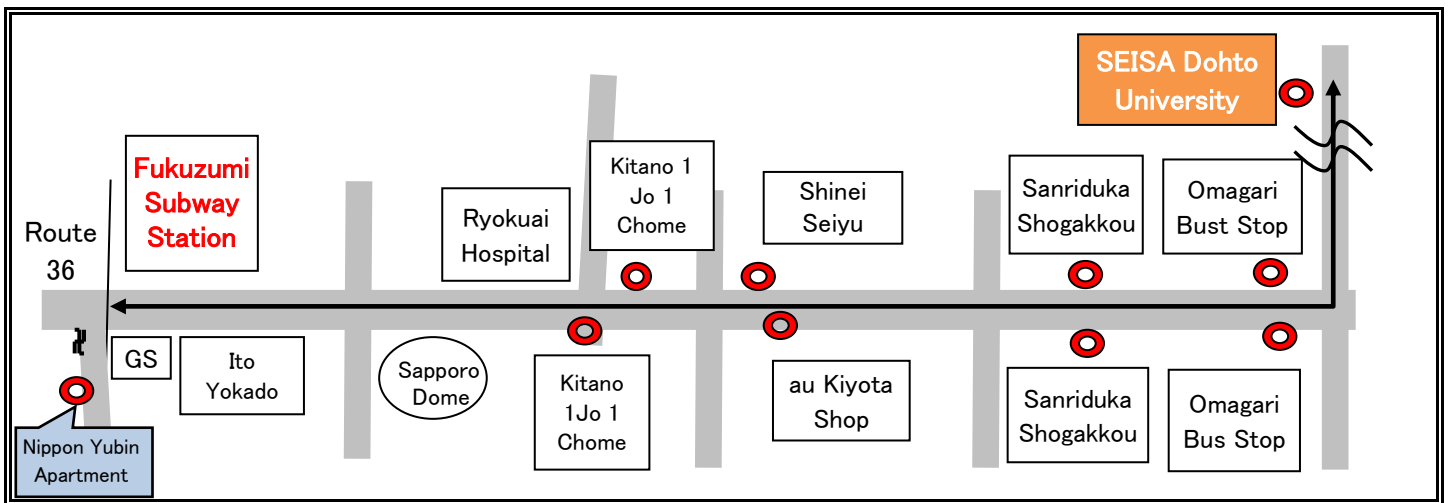 SEISA Dohto
University
Fukuzumi
Subway
Station
Route
36
Ryokuai
Hospital
Kitano 1
Jo 1
Chome
Shinei
Seiyu
Sanriduka
Shogakkou
Omagari
Bust Stop
GS
Ito
Yokado
Sapporo
Dome
Kitano
1Jo 1
Chome
au Kiyota
Shop
Sanriduka
Shogakkou
Omagari
Bus Stop
Nippon Yubin
Apartment